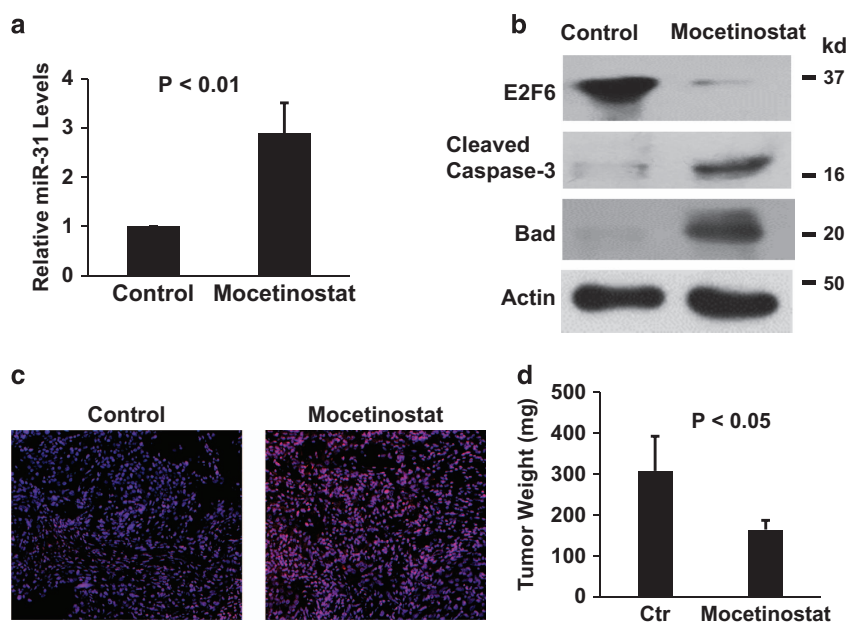 a
P < 0.01
Relative miR-31 Levels
4
3
2
1
0
Control Mocetinostat
b
Control Mocetinostat
kd
E2F6
37
Cleaved
Caspase-3
16
Bad
20
Actin
50
c
Control
Mocetinostat
d
P < 0.05
Tumor Weight (mg)
500
400
300
200
100
0
Ctr Mocetinostat